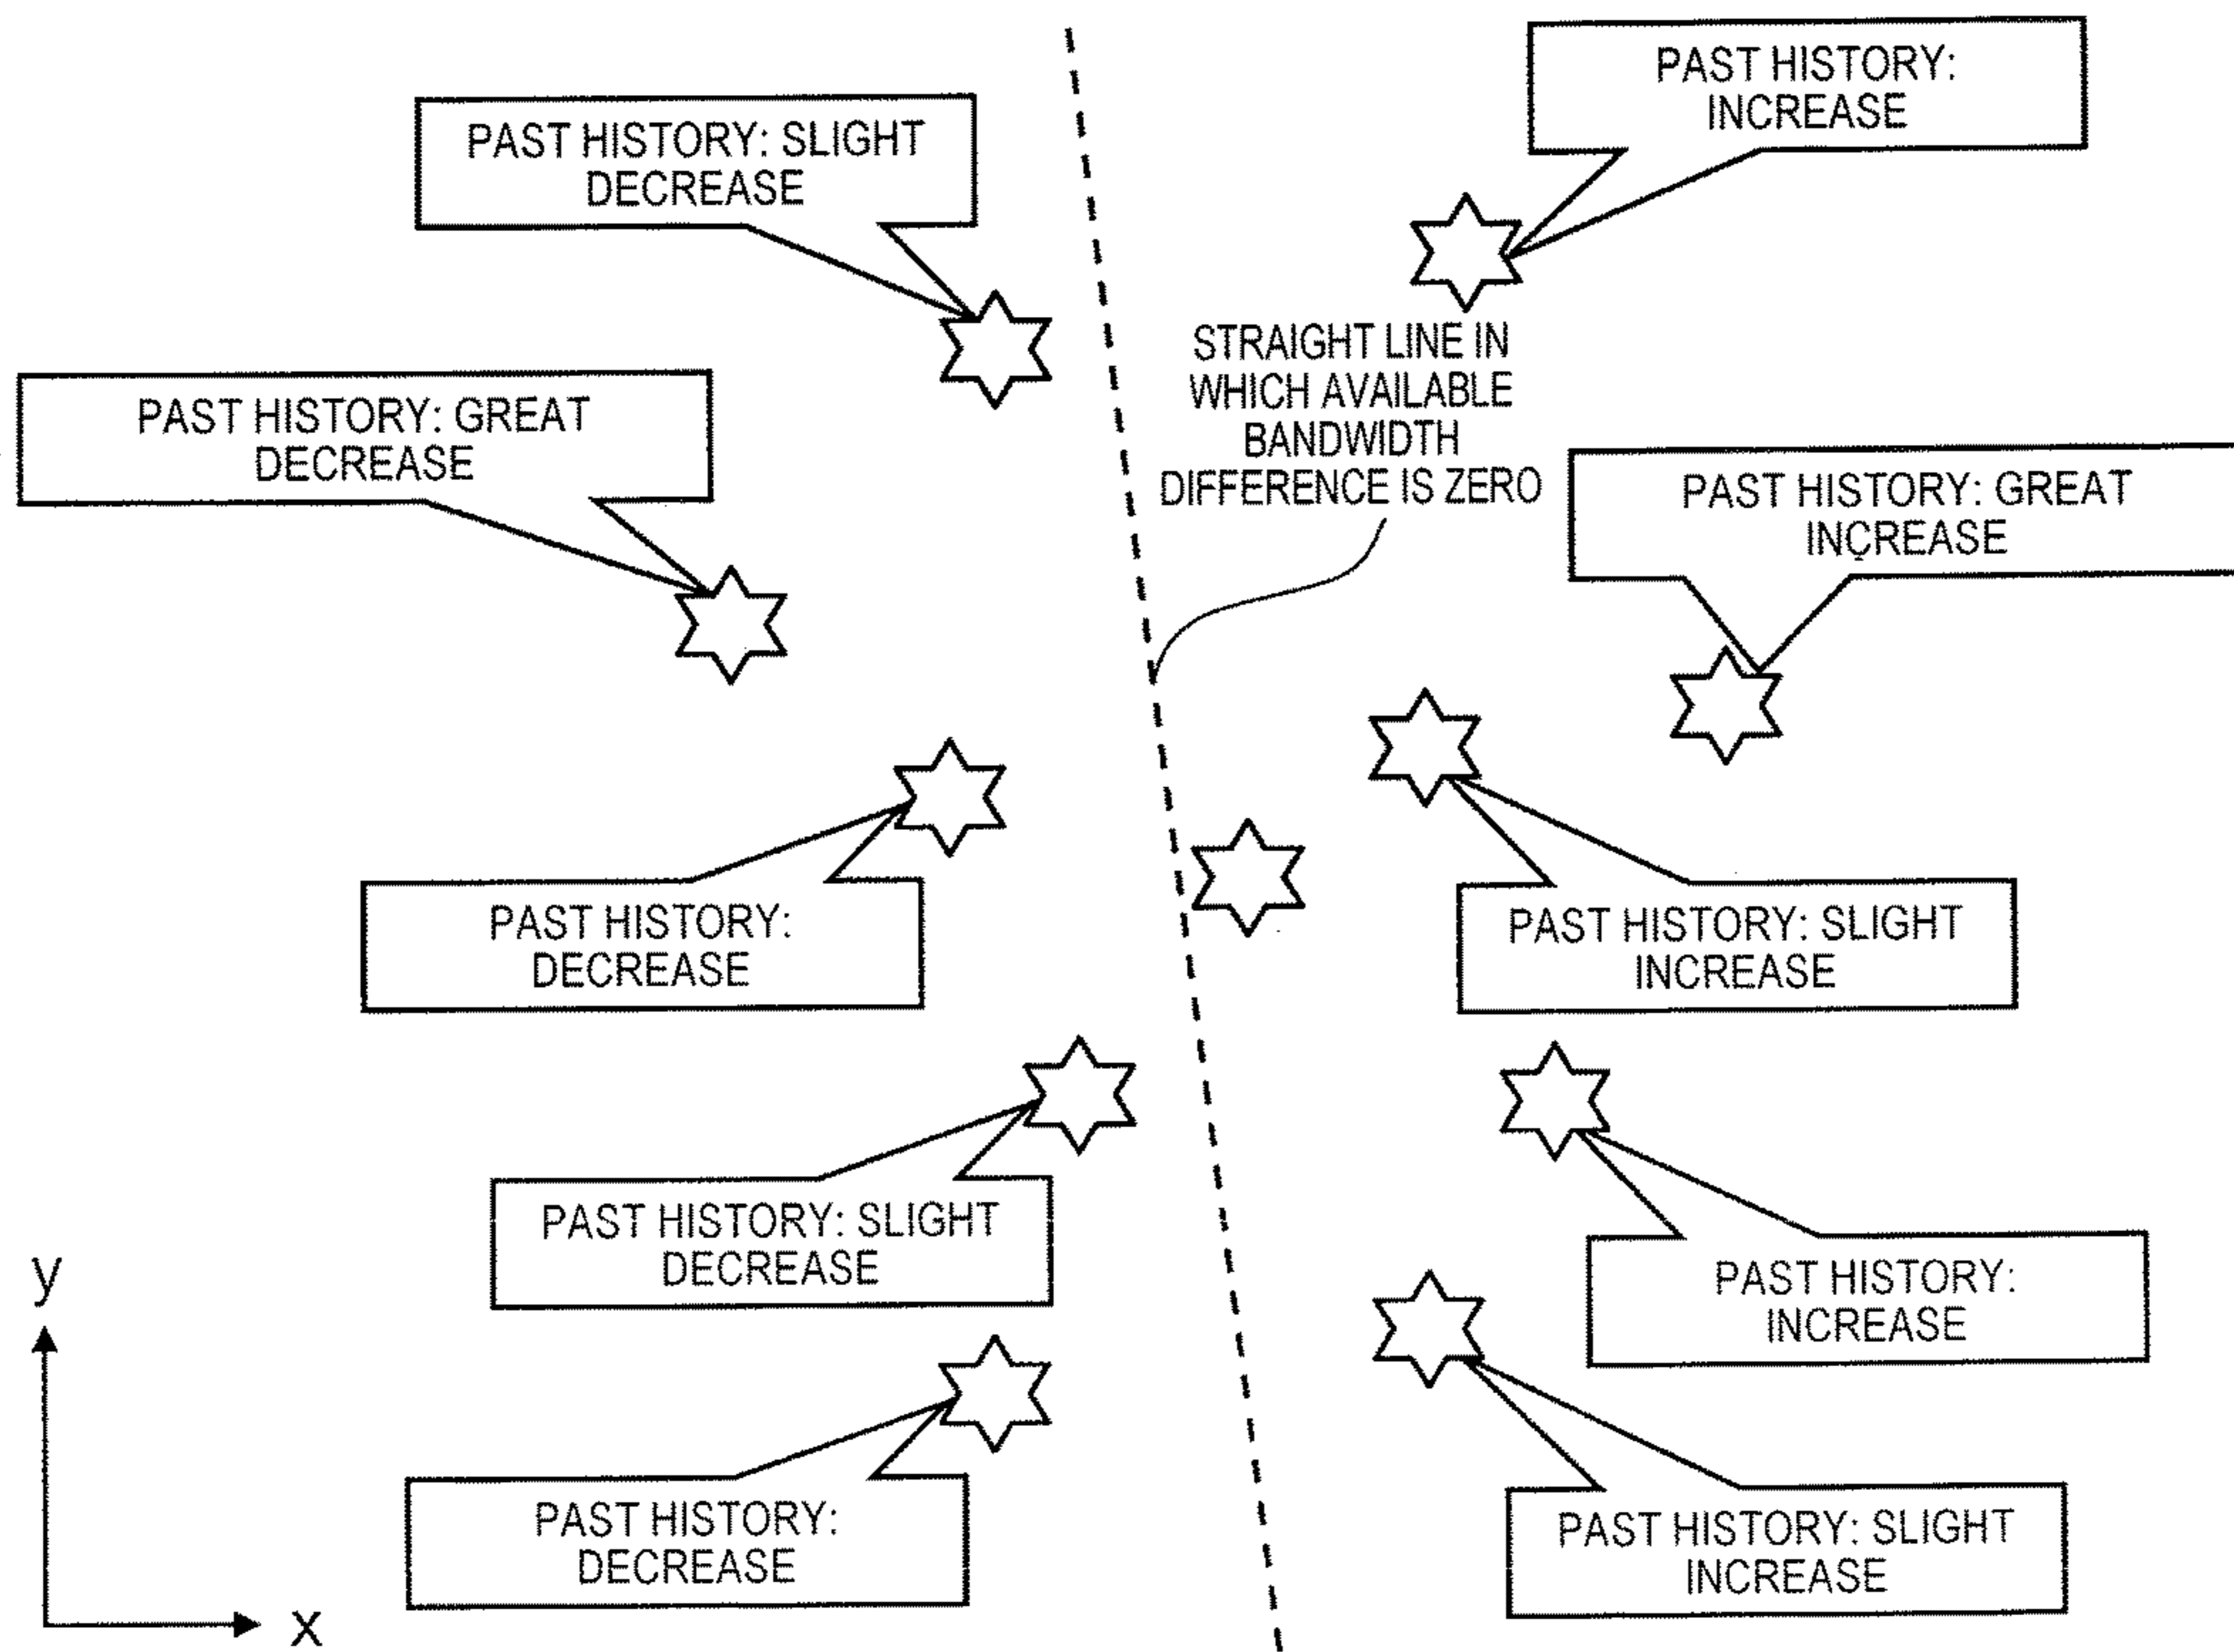 PAST HISTORY:
INCREASE
PAST HISTORY: SLIGHT
DECREASE
STRAIGHT LINE IN
WHICH AVAILABLE
BANDWIDTH
DIFFERENCE IS ZERO
PAST HISTORY: GREAT
DECREASE
PAST HISTORY: GREAT
INCREASE
PAST HISTORY:
DECREASE
PAST HISTORY: SLIGHT
INCREASE
PAST HISTORY: SLIGHT
DECREASE
PAST HISTORY:
INCREASE
PAST HISTORY:
DECREASE
PAST HISTORY: SLIGHT
INCREASE
y
x